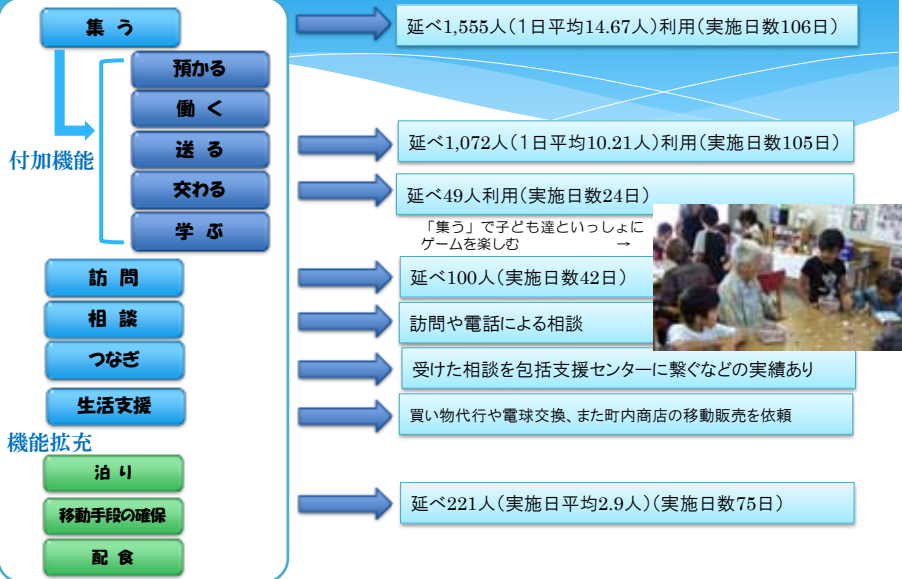 集う
延べ1,555人(1日平均14.67人)利用(実施日数106日)
付加機能
預かる
働く
送る
延べ1,072人(1日平均10.21人)利用(実施日数105日)
交わる
延べ49人利用(実施日数24日)
学ぶ
「集う」で子ども達といっしょに
ゲームを楽しむ →
訪問
延べ100人(実施日数42日)
相談
訪問や電話による相談
つなぎ
受けた相談を包括支援センターに繋ぐなどの実績あり
生活支援
買い物代行や電球交換、また町内商店の移動販売を依頼
機能拡充
泊り
移動手段の確保
延べ221人(実施日平均2.9人)(実施日数75日)
配食